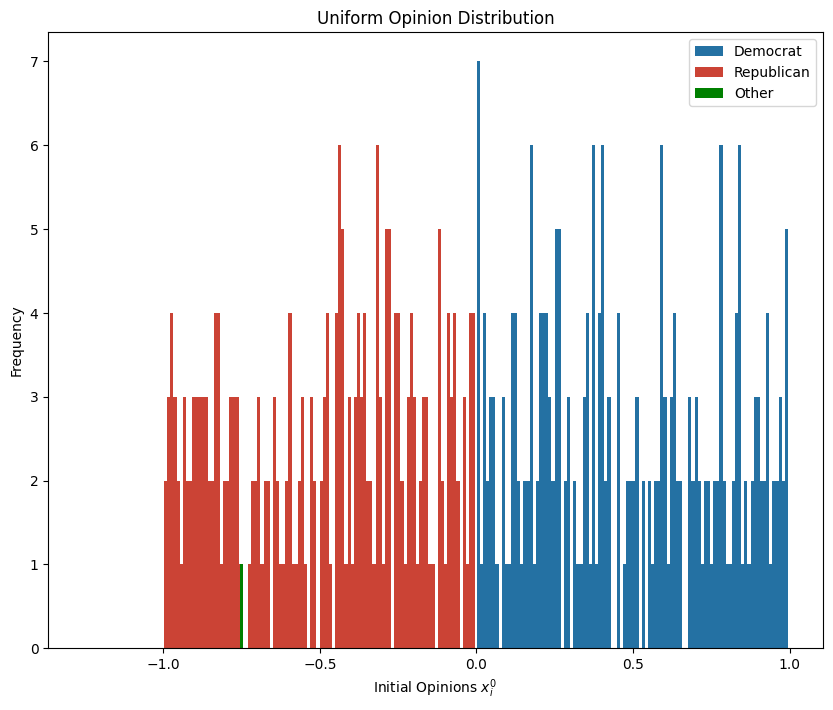 Uniform Opinion Distribution
Democrat
Republican
Other
7
6
5
4
3
2
1
0
Frequency
−1.0
−0.5
0.0
0.5
1.0
Initial Opinions $x_i^0$